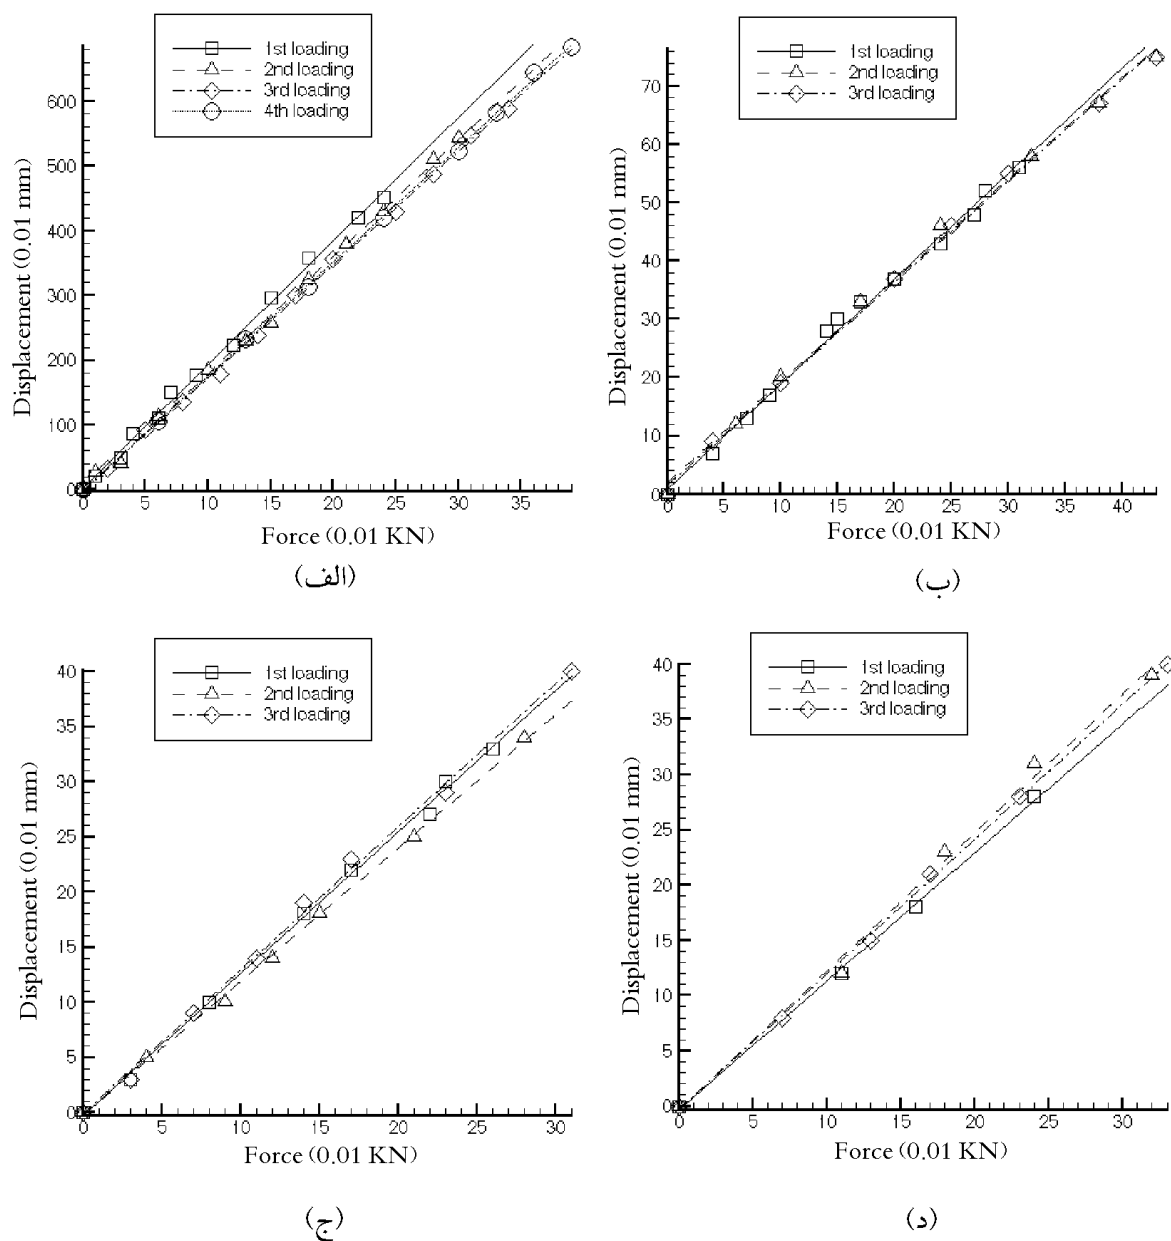 1st loading
2nd loading
3rd loading
4th loading
Displacement (0.01 mm)
600
500
400
300
200
100
0
0 5 10 15 20 25 30 35
Force (0.01 KN)
(الف)
1st loading
2nd loading
3rd loading
Displacement (0.01 mm)
70
60
50
40
30
20
10
0
0 5 10 15 20 25 30 35 40
Force (0.01 KN)
(ب)
1st loading
2nd loading
3rd loading
Displacement (0.01 mm)
40
35
30
25
20
15
10
5
0
0 5 10 15 20 25 30
Force (0.01 KN)
(ج)
1st loading
2nd loading
3rd loading
Displacement (0.01 mm)
40
35
30
25
20
15
10
5
0
0 5 10 15 20 25 30
Force (0.01 KN)
(د)